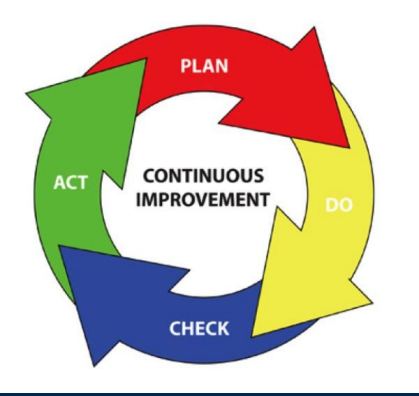 PLAN
DO
CHECK
ACT
CONTINUOUS
IMPROVEMENT